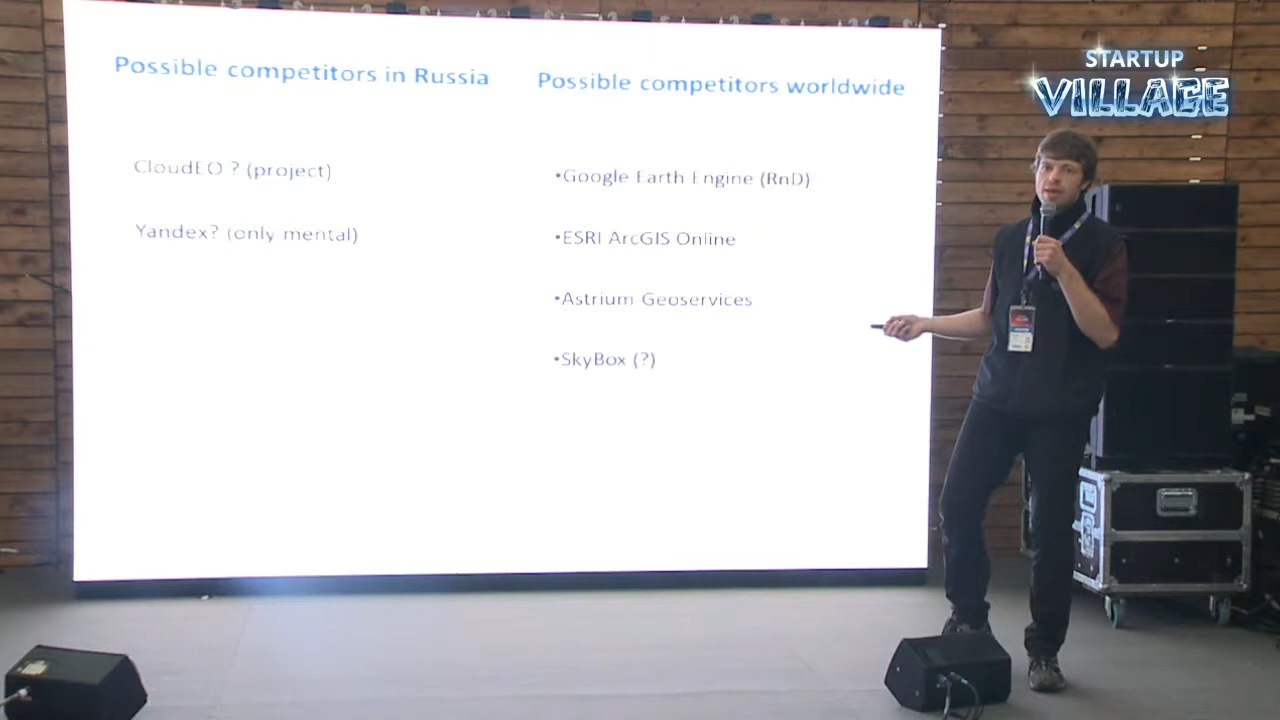 Possible competitors in Russia
CloudEO ? (project)
Yandex? (only mental)
Possible competitors worldwide
•Google Earth Engine (RnD)
•ESRI ArcGIS Online
•Astrium Geoservices
•SkyBox (?)
STARTUP
VILLAGE